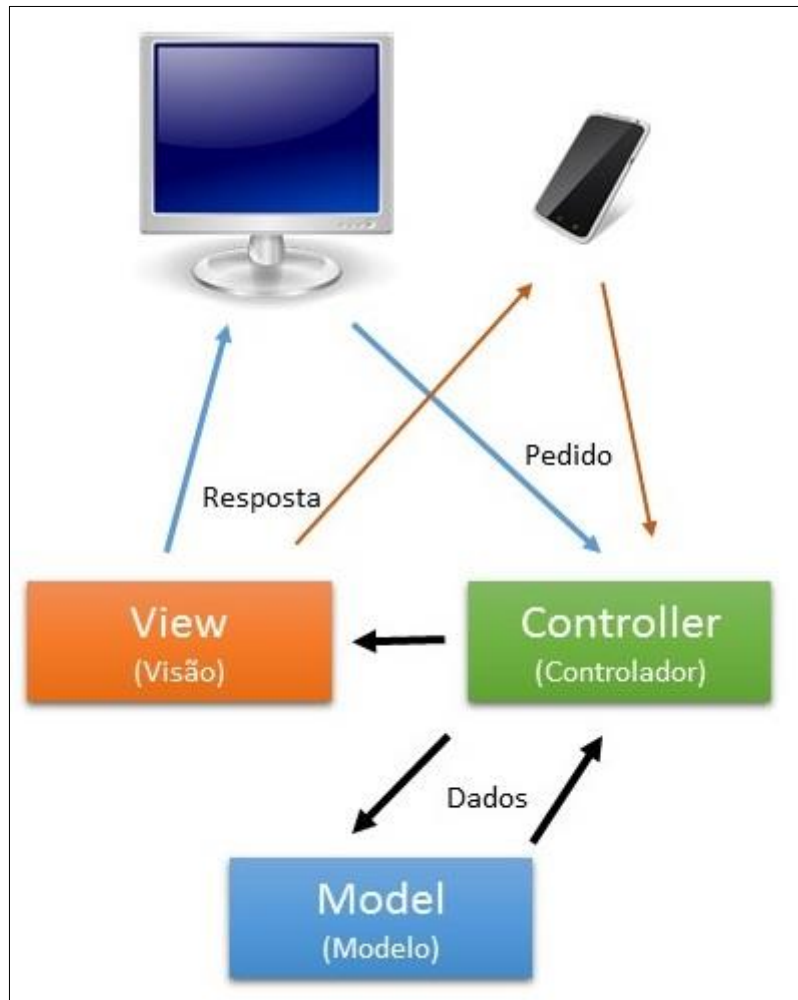 Pedido
Resposta
View
(Visão)
Controller
(Controlador)
Dados
Model
(Modelo)